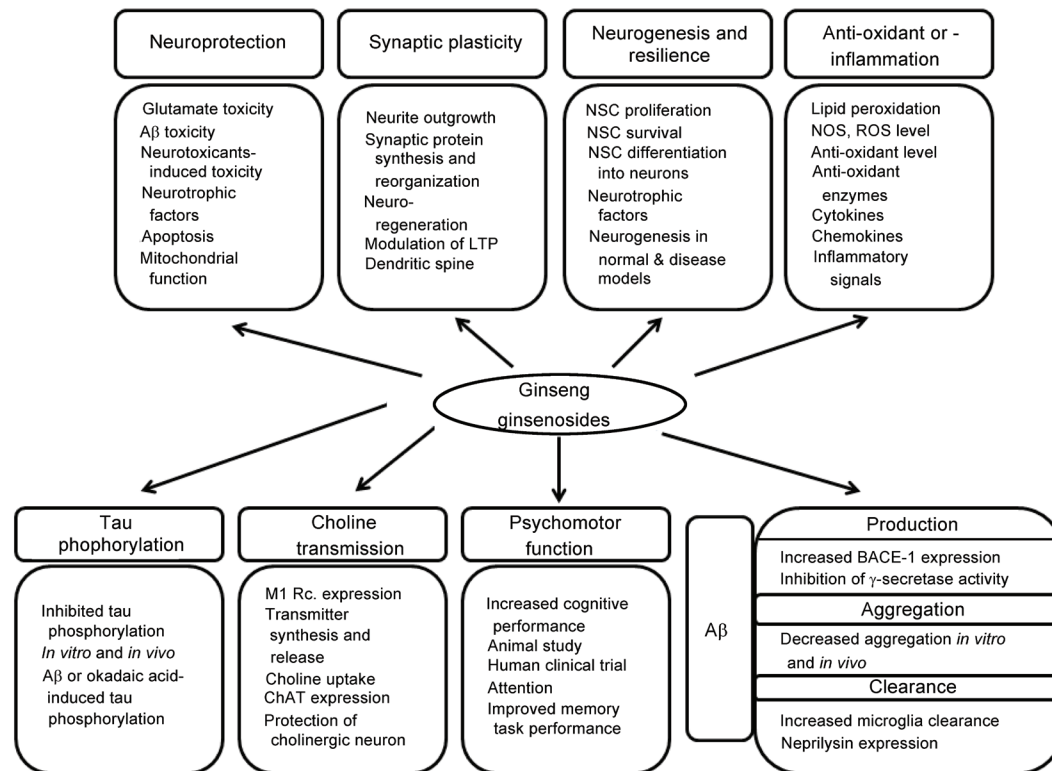 Neuroprotection
Glutamate toxicity
Aβ toxicity
Neurotoxicants-
induced toxicity
Neurotrophic
factors
Apoptosis
Mitochondrial
function
Synaptic plasticity
Neurite outgrowth
Synaptic protein
synthesis and
reorganization
Neuro-
regeneration
Modulation of LTP
Dendritic spine
Neurogenesis and
resilience
NSC proliferation
NSC survival
NSC differentiation
into neurons
Neurotrophic
factors
Neurogenesis in
normal & disease
models
Anti-oxidant or -
inflammation
Lipid peroxidation
NOS, ROS level
Anti-oxidant level
Anti-oxidant
enzymes
Cytokines
Chemokines
Inflammatory
signals
Ginseng
ginsenosides
Tau
phophorylation
Inhibited tau
phosphorylation
In vitro and in vivo
Aβ or okadaic acid-
induced tau
phosphorylation
Choline
transmission
M1 Rc. expression
Transmitter
synthesis and
release
Choline uptake
ChAT expression
Protection of
cholinergic neuron
Psychomotor
function
Increased cognitive
performance
Animal study
Human clinical trial
Attention
Improved memory
task performance
Aβ
Production
Increased BACE-1 expression
Inhibition of γ-secretase activity
Aggregation
Decreased aggregation in vitro
and in vivo
Clearance
Increased microglia clearance
Neprilysin expression